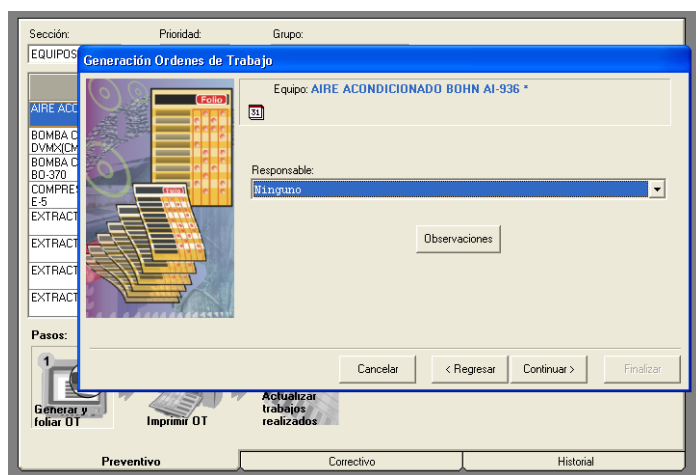 Sección:
Prioridad:
Grupo:
EQUIPOS
Generación Ordenes de Trabajo
Equipo: AIRE ACONDICIONADO BOHN AI-936 *
31
Folio
AIRE ACC
BOMBA C
DVMX(CM
BOMBA C
BO-370
COMPRES
E-5
EXTRACT
EXTRACT
EXTRACT
EXTRACT
Responsable:
Ninguno
Observaciones
Pasos:
Cancelar
< Regresar
Continuar >
Finalizar
1
Generar y
foliar OT
Imprimir OT
Actualizar
trabajos
realizados
Preventivo
Correctivo
Historial